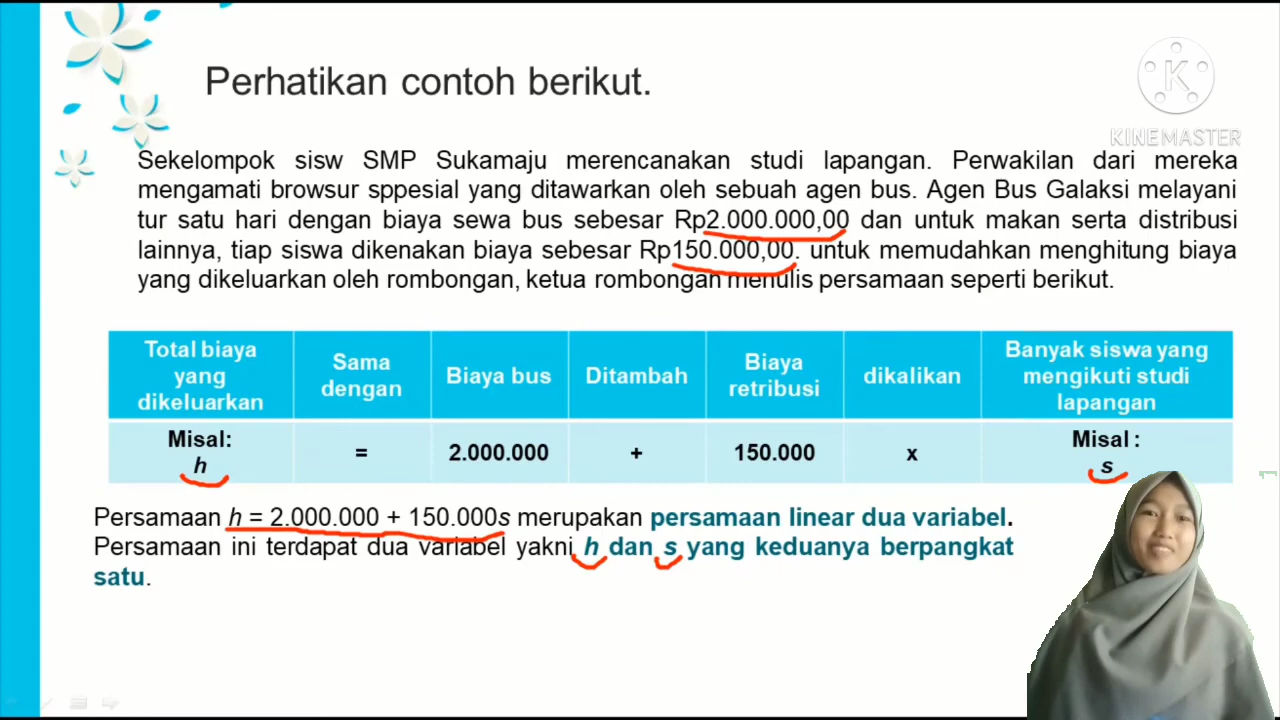 Perhatikan contoh berikut.
K
KINEMASTER
Sekelompok sisw SMP Sukamaju merencanakan studi lapangan. Perwakilan dari mereka
mengamati browsur sppesial yang ditawarkan oleh sebuah agen bus. Agen Bus Galaksi melayani
tur satu hari dengan biaya sewa bus sebesar Rp2.000.000,00 dan untuk makan serta distribusi
lainnya, tiap siswa dikenakan biaya sebesar Rp150.000,00. untuk memudahkan menghitung biaya
yang dikeluarkan oleh rombongan, ketua rombongan menulis persamaan seperti berikut.
Total biaya
yang
dikeluarkan
Sama
dengan
Biaya bus
Ditambah
Biaya
retribusi
dikalikan
Banyak siswa yang
mengikuti studi
lapangan
Misal:
h
=
2.000.000
+
150.000
x
Misal :
s
Persamaan h = 2.000.000 + 150.000s merupakan persamaan linear dua variabel.
Persamaan ini terdapat dua variabel yakni h dan s yang keduanya berpangkat
satu.